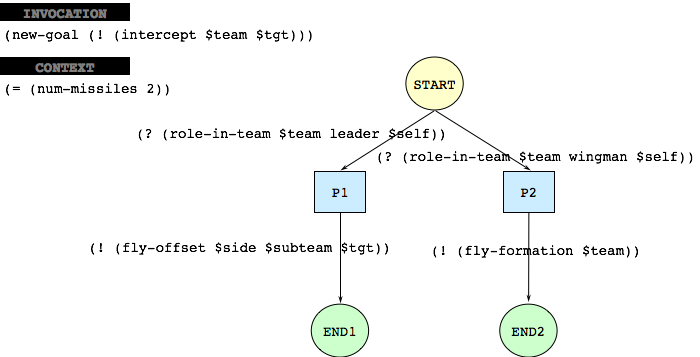 INVOCATION
(new-goal (! (intercept $team $tgt)))
CONTEXT
(= (num-missiles 2))
START
(? (role-in-team $team leader $self))
(? (role-in-team $team wingman $self))
P1
P2
(! (fly-offset $side $subteam $tgt))
(! (fly-formation $team))
END1
END2